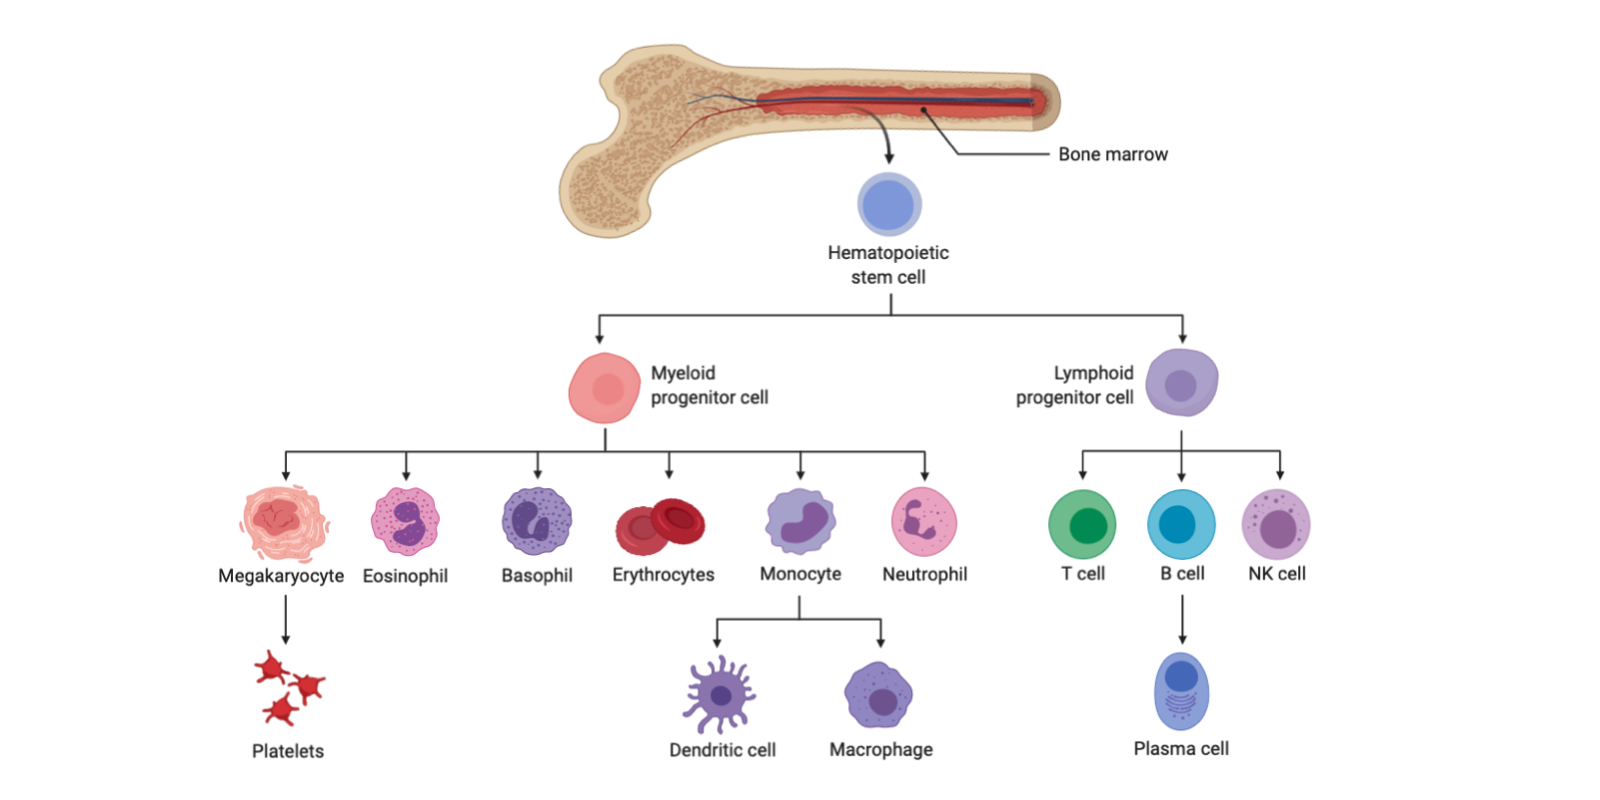 Bone marrow
Hematopoietic
stem cell
Myeloid
progenitor cell
Lymphoid
progenitor cell
Megakaryocyte
Eosinophil
Basophil
Erythrocytes
Monocyte
Neutrophil
T cell
B cell
NK cell
Platelets
Dendritic cell
Macrophage
Plasma cell